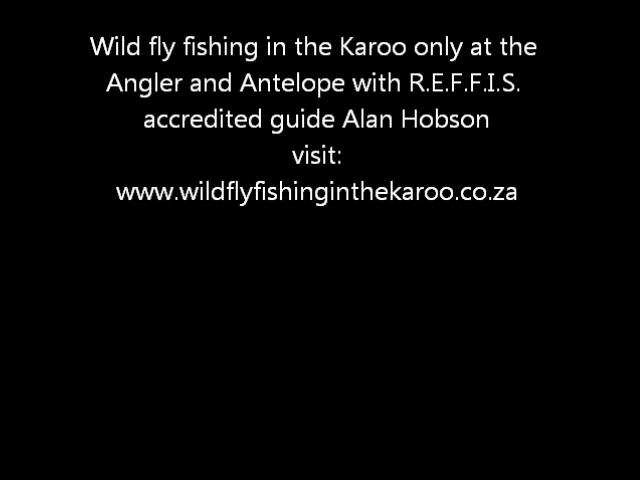 Wild fly fishing in the Karoo only at the
Angler and Antelope with R.E.F.F.I.S.
accredited guide Alan Hobson
visit:
www.wildflyfishinginthekaroo.co.za